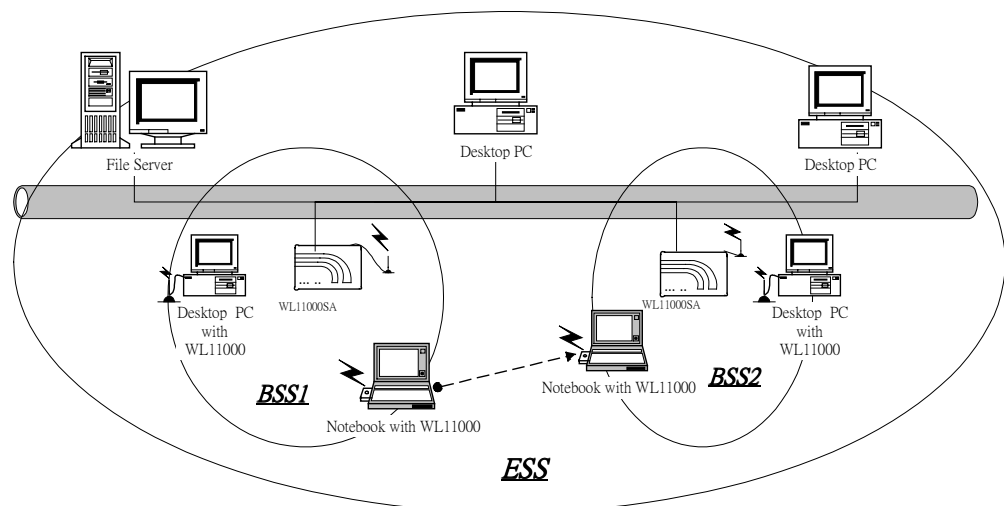 File Server
Desktop PC
Desktop PC
WL11000SA
WL11000SA
Desktop PC
with
WL11000
Desktop PC
with
WL11000
BSS1
BSS2
Notebook with WL11000
Notebook with WL11000
ESS